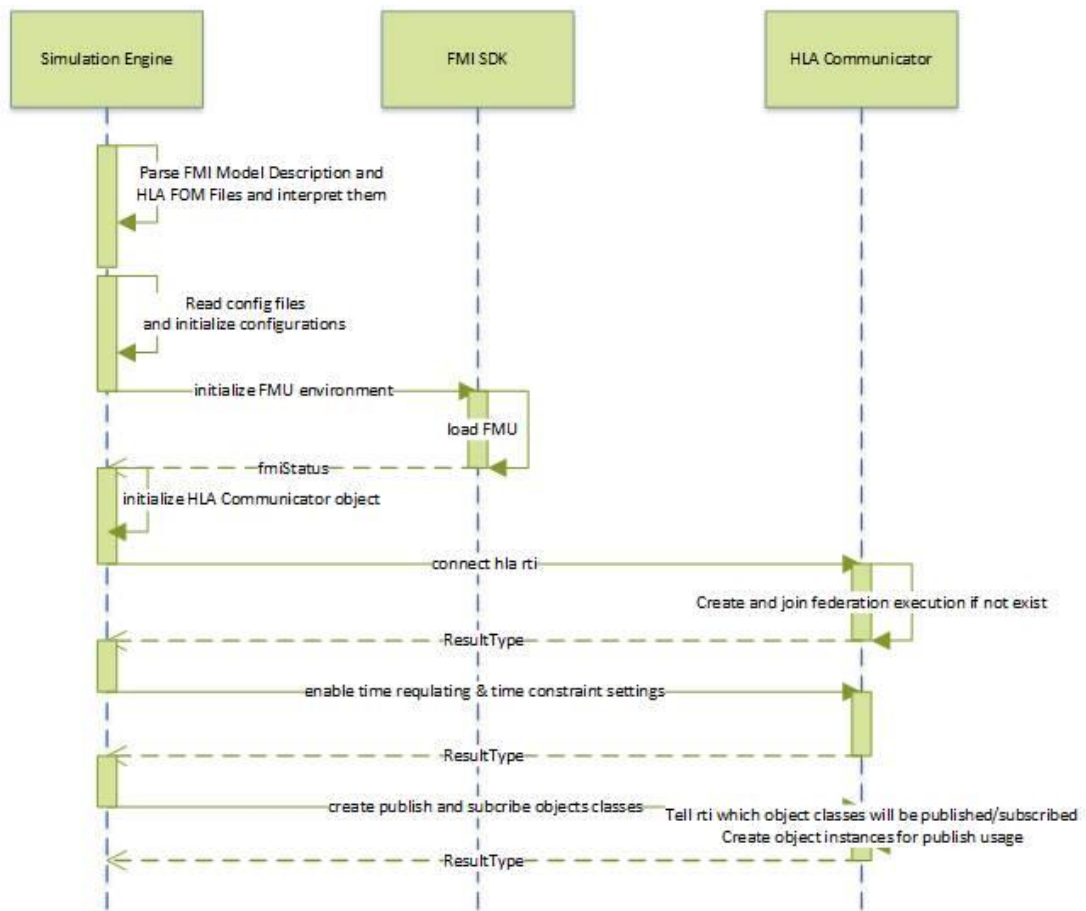 Simulation Engine
FMI SDK
HLA Communicator
Parse FMI Model Description and
HLA FOM Files and interpret them
Read config files
and initialize configurations
initialize FMU environment
load FMU
fmiStatus
initialize HLA Communicator object
connect hla rti
Create and join federation execution if not exist
ResultType
enable time requlating & time constraint settings
ResultType
create publish and subcribe objects classes
Tell rti which object classes will be published/subscribed
Create object instances for publish usage
ResultType